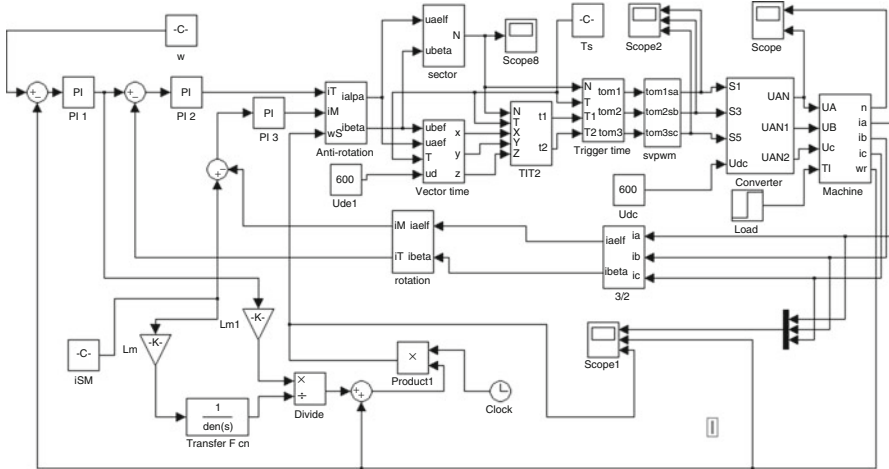 -C-
w
PI
PI 1
PI
PI 2
PI
PI 3
iT
iM
wS
ialpa
ibeta
Anti-rotation
uaelf
ubeta
N
sector
Scope8
-C-
Ts
Scope2
Scope
600
Ude1
ubef
uaef
T
ud
x
y
z
Vector time
N
T
X
Y
Z
t1
t2
TIT2
N
T
T1
T2
tom1
tom2
tom3
Trigger time
tom1sa
tom2sb
tom3sc
svpwm
S1
S3
S5
Udc
UAN
UAN1
UAN2
Converter
600
Udc
Load
UA
UB
Uc
TI
n
ia
ib
ic
wr
Machine
iM
iT
iaelf
ibeta
rotation
iaelf
ibeta
ia
ib
ic
3/2
-C-
iSM
Lm
-K-
Lm1
-K-
1
den(s)
Transfer F cn
×
÷
Divide
×
Product1
Clock
Scope1